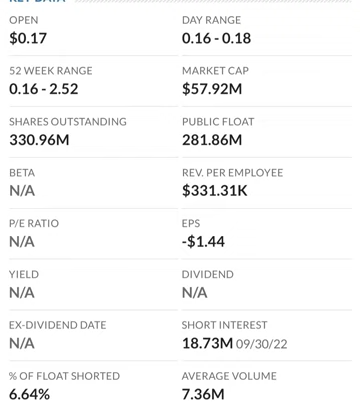 KEY DATA
OPEN
$0.17
DAY RANGE
0.16 - 0.18
52 WEEK RANGE
0.16 - 2.52
MARKET CAP
$57.92M
SHARES OUTSTANDING
330.96M
PUBLIC FLOAT
281.86M
BETA
N/A
REV. PER EMPLOYEE
$331.31K
P/E RATIO
N/A
EPS
-$1.44
YIELD
N/A
DIVIDEND
N/A
EX-DIVIDEND DATE
N/A
SHORT INTEREST
18.73M 09/30/22
% OF FLOAT SHORTED
6.64%
AVERAGE VOLUME
7.36M